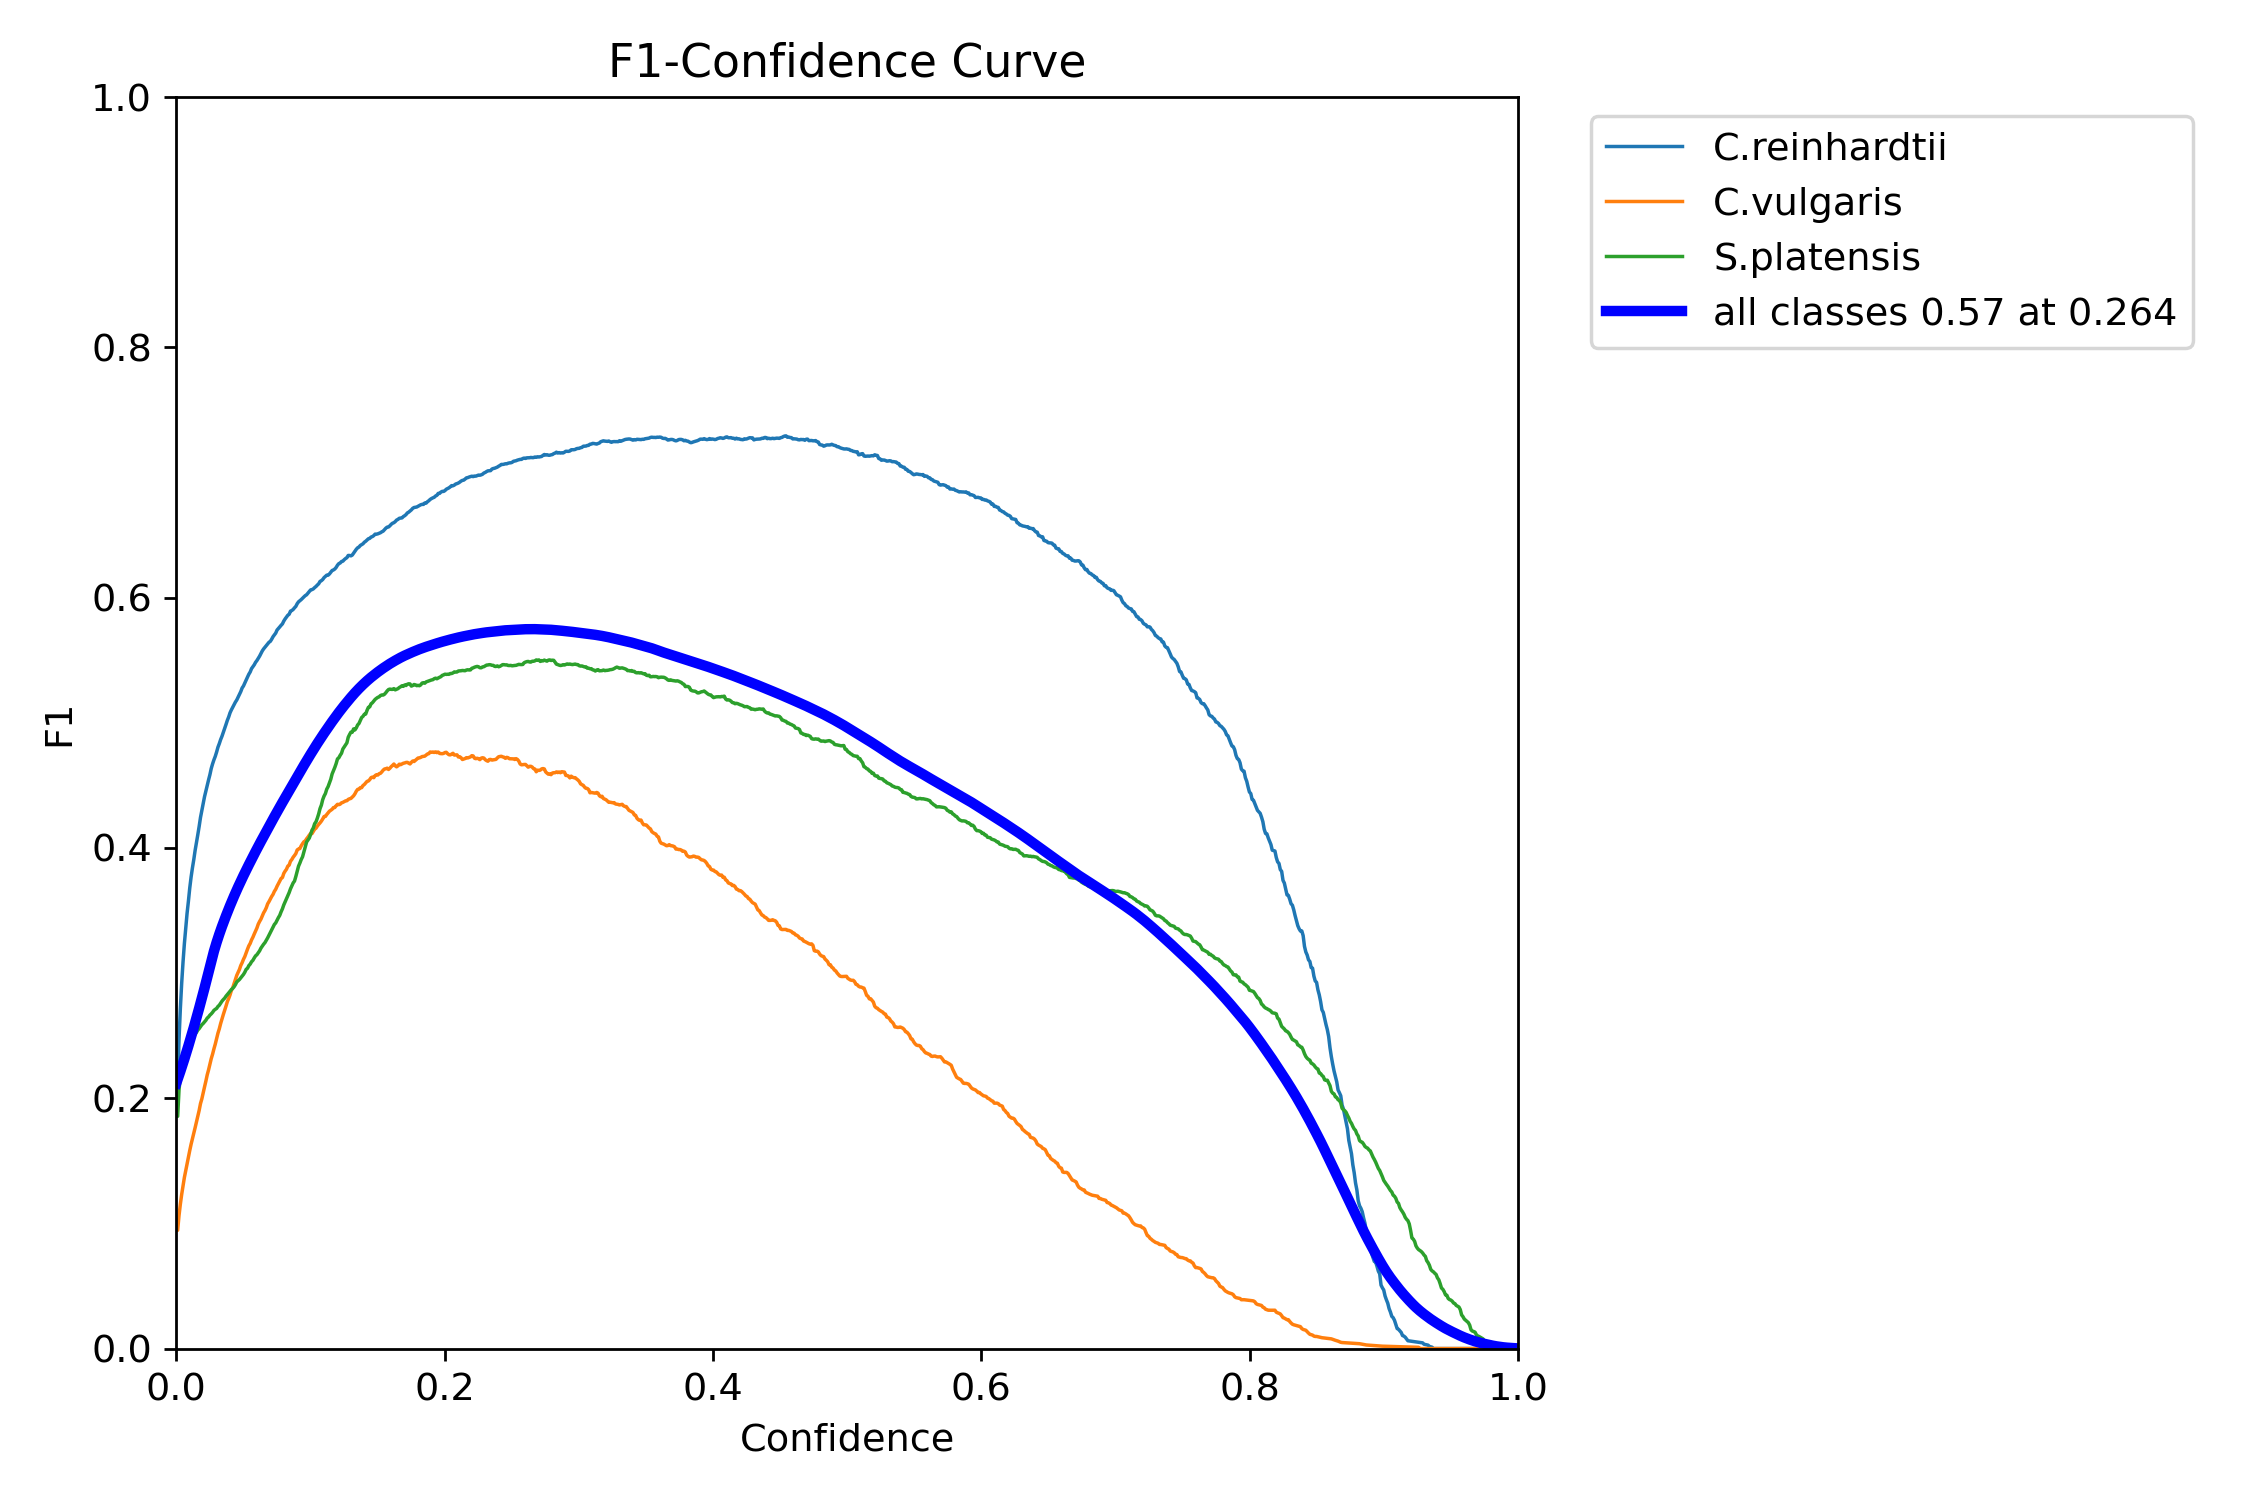 F1-Confidence Curve
1.0
0.8
0.6
0.4
0.2
0.0
F1
0.0 0.2 0.4 0.6 0.8 1.0
Confidence
C.reinhardtii
C.vulgaris
S.platensis
all classes 0.57 at 0.264